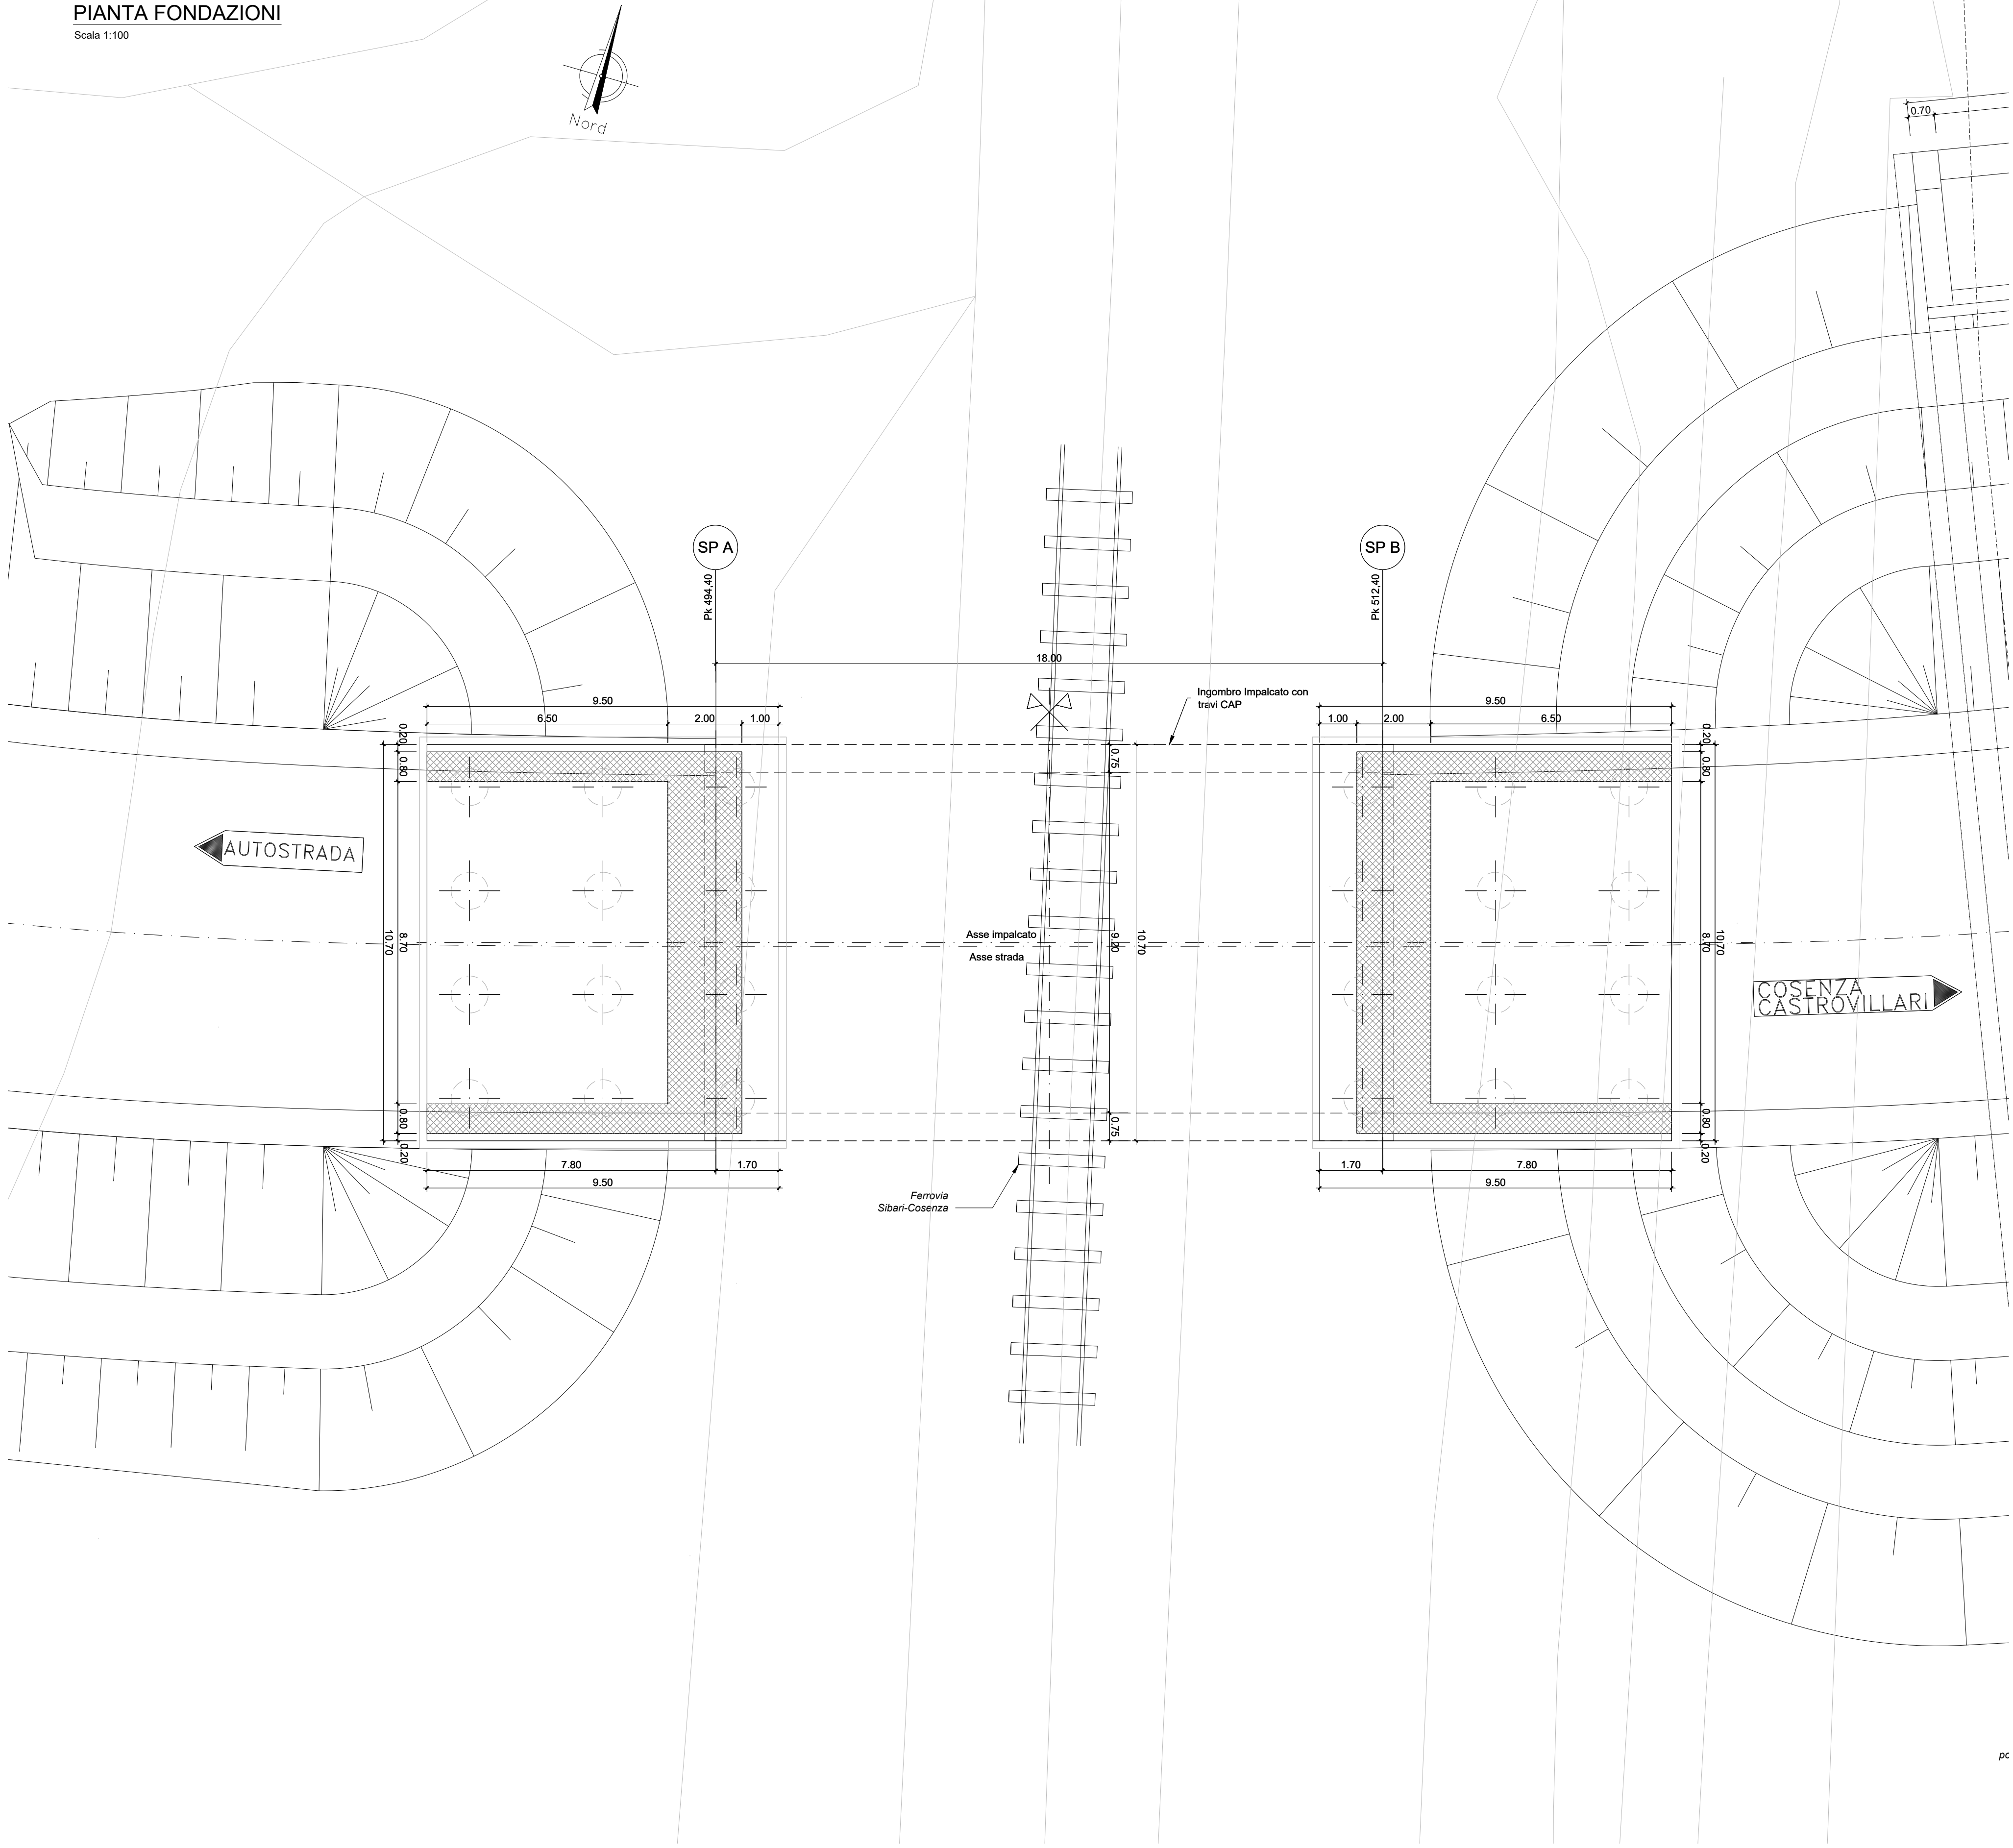 PIANTA FONDAZIONI
Scala 1:100
Nord
0.70
SP A
SP B
Pk 494,40
Pk 512,40
18.00
Ingombro Impalcato con
travi CAP
9.50
6.50
2.00
1.00
9.50
1.00
2.00
6.50
0.20
0.80
8.70
10.70
0.80
0.20
0.75
9.20
10.70
0.75
0.20
0.80
8.70
10.70
0.80
0.20
AUTOSTRADA
Asse impalcato
Asse strada
COSENZA
CASTROVILLARI
7.80
1.70
9.50
1.70
7.80
9.50
Ferrovia
Sibari-Cosenza